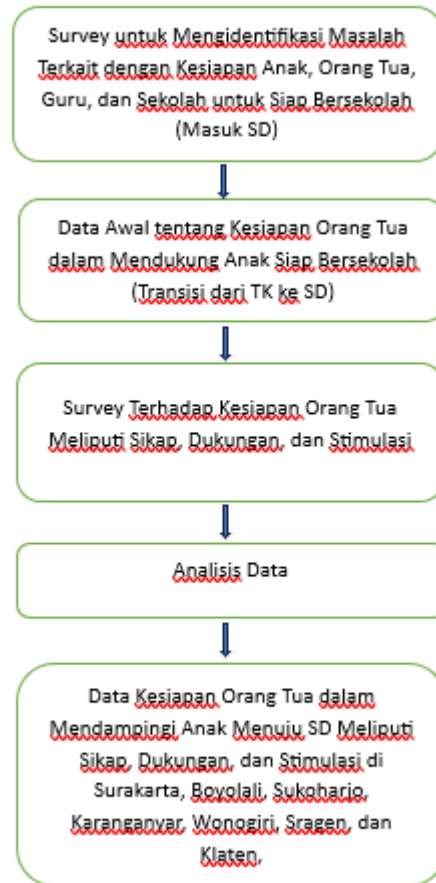 Survey untuk Mengidentifikasi Masalah
Terkait dengan Kesiapan Anak, Orang Tua,
Guru, dan Sekolah untuk Siap Bersekolah
(Masuk SD)
Data Awal tentang Kesiapan Orang Tua
dalam Mendukung Anak Siap Bersekolah
(Transisi dari TK ke SD)
Survey Terhadap Kesiapan Orang Tua
Meliputi Sikap, Dukungan, dan Stimulasi
Analisis Data
Data Kesiapan Orang Tua dalam
Mendampingi Anak Menuju SD Meliputi
Sikap, Dukungan, dan Stimulasi di
Surakarta, Boyolali, Sukoharjo,
Karanganyar, Wonogiri, Sragen, dan
Klaten,